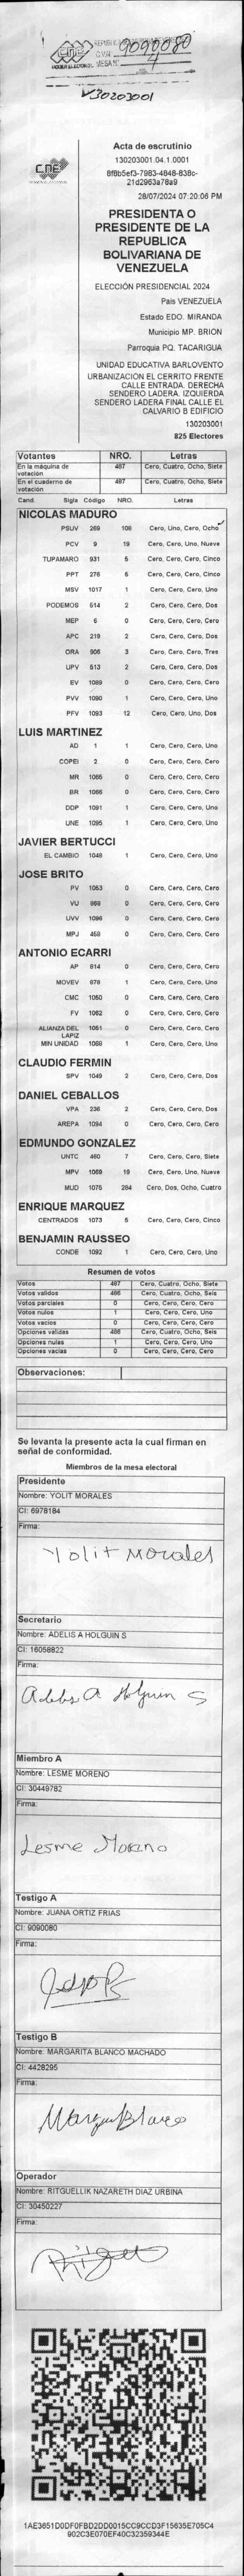 CNE
PODER ELECTORAL
9090080
MESA N° 4
V30203001
CNE
Acta de escrutinio
130203001.04.1.0001
8f8b5ef3-7983-4848-838c-
21d2963a78a9
28/07/2024 07:20:06 PM
PRESIDENTA O
PRESIDENTE DE LA
REPUBLICA
BOLIVARIANA DE
VENEZUELA
ELECCIÓN PRESIDENCIAL 2024
Pais VENEZUELA
Estado EDO. MIRANDA
Municipio MP. BRION
Parroquia PQ. TACARIGUA
UNIDAD EDUCATIVA BARLOVENTO
URBANIZACION EL CERRITO FRENTE
CALLE ENTRADA. DERECHA
SENDERO LADERA. IZQUIERDA
SENDERO LADERA FINAL CALLE EL
CALVARIO B EDIFICIO
130203001
825 Electores
Votantes NRO. Letras
En la máquina de votación 487 Cero, Cuatro, Ocho, Siete
En el cuaderno de votación 487 Cero, Cuatro, Ocho, Siete
Cand. Sigla Código NRO. Letras
NICOLAS MADURO
PSUV 269 108 Cero, Uno, Cero, Ocho
PCV 9 19 Cero, Cero, Uno, Nueve
TUPAMARO 931 5 Cero, Cero, Cero, Cinco
PPT 276 5 Cero, Cero, Cero, Cinco
MSV 1017 1 Cero, Cero, Cero, Uno
PODEMOS 514 2 Cero, Cero, Cero, Dos
MEP 6 0 Cero, Cero, Cero, Cero
APC 219 2 Cero, Cero, Cero, Dos
ORA 906 3 Cero, Cero, Cero, Tres
UPV 513 2 Cero, Cero, Cero, Dos
EV 1089 0 Cero, Cero, Cero, Cero
PVV 1090 1 Cero, Cero, Cero, Uno
PFV 1093 12 Cero, Cero, Uno, Dos
LUIS MARTINEZ
AD 1 1 Cero, Cero, Cero, Uno
COPEI 2 0 Cero, Cero, Cero, Cero
MR 1065 0 Cero, Cero, Cero, Cero
BR 1066 0 Cero, Cero, Cero, Cero
DDP 1091 1 Cero, Cero, Cero, Uno
UNE 1095 1 Cero, Cero, Cero, Uno
JAVIER BERTUCCI
EL CAMBIO 1048 1 Cero, Cero, Cero, Uno
JOSE BRITO
PV 1053 0 Cero, Cero, Cero, Cero
VU 868 0 Cero, Cero, Cero, Cero
UVV 1096 0 Cero, Cero, Cero, Cero
MPJ 458 0 Cero, Cero, Cero, Cero
ANTONIO ECARRI
AP 814 0 Cero, Cero, Cero, Cero
MOVEV 878 1 Cero, Cero, Cero, Uno
CMC 1050 0 Cero, Cero, Cero, Cero
FV 1062 0 Cero, Cero, Cero, Cero
ALIANZA DEL LAPIZ 1051 0 Cero, Cero, Cero, Cero
MIN UNIDAD 1069 1 Cero, Cero, Cero, Uno
CLAUDIO FERMIN
SPV 1049 2 Cero, Cero, Cero, Dos
DANIEL CEBALLOS
VPA 236 2 Cero, Cero, Cero, Dos
AREPA 1094 0 Cero, Cero, Cero, Cero
EDMUNDO GONZALEZ
UNTC 460 7 Cero, Cero, Cero, Siete
MPV 1069 19 Cero, Cero, Uno, Nueve
MUD 1075 284 Cero, Dos, Ocho, Cuatro
ENRIQUE MARQUEZ
CENTRADOS 1073 5 Cero, Cero, Cero, Cinco
BENJAMIN RAUSSEO
CONDE 1092 1 Cero, Cero, Cero, Uno
Resumen de votos
Votos 487 Cero, Cuatro, Ocho, Siete
Votos validos 486 Cero, Cuatro, Ocho, Seis
Votos parciales 0 Cero, Cero, Cero, Cero
Votos nulos 1 Cero, Cero, Cero, Uno
Votos vacios 0 Cero, Cero, Cero, Cero
Opciones validas 486 Cero, Cuatro, Ocho, Seis
Opciones nulas 1 Cero, Cero, Cero, Uno
Opciones vacias 0 Cero, Cero, Cero, Cero
Observaciones:
Se levanta la presente acta la cual firman en
señal de conformidad.
Miembros de la mesa electoral
Presidente
Nombre: YOLIT MORALES
CI: 6978184
Firma:
Yolit Morales
Secretario
Nombre: ADELIS A HOLGUIN S
CI: 16058822
Firma:
Adelis A Holguin S
Miembro A
Nombre: LESME MORENO
CI: 30449782
Firma:
Lesme Moreno
Testigo A
Nombre: JUANA ORTIZ FRIAS
CI: 9090080
Firma:
Testigo B
Nombre: MARGARITA BLANCO MACHADO
CI: 4428295
Firma:
Operador
Nombre: RITGUELLIK NAZARETH DIAZ URBINA
CI: 30450227
Firma:
1AE3651D0DF0FBD2DD0015CC9CCD3F15635E705C4
902C3E070EF40C32359344E